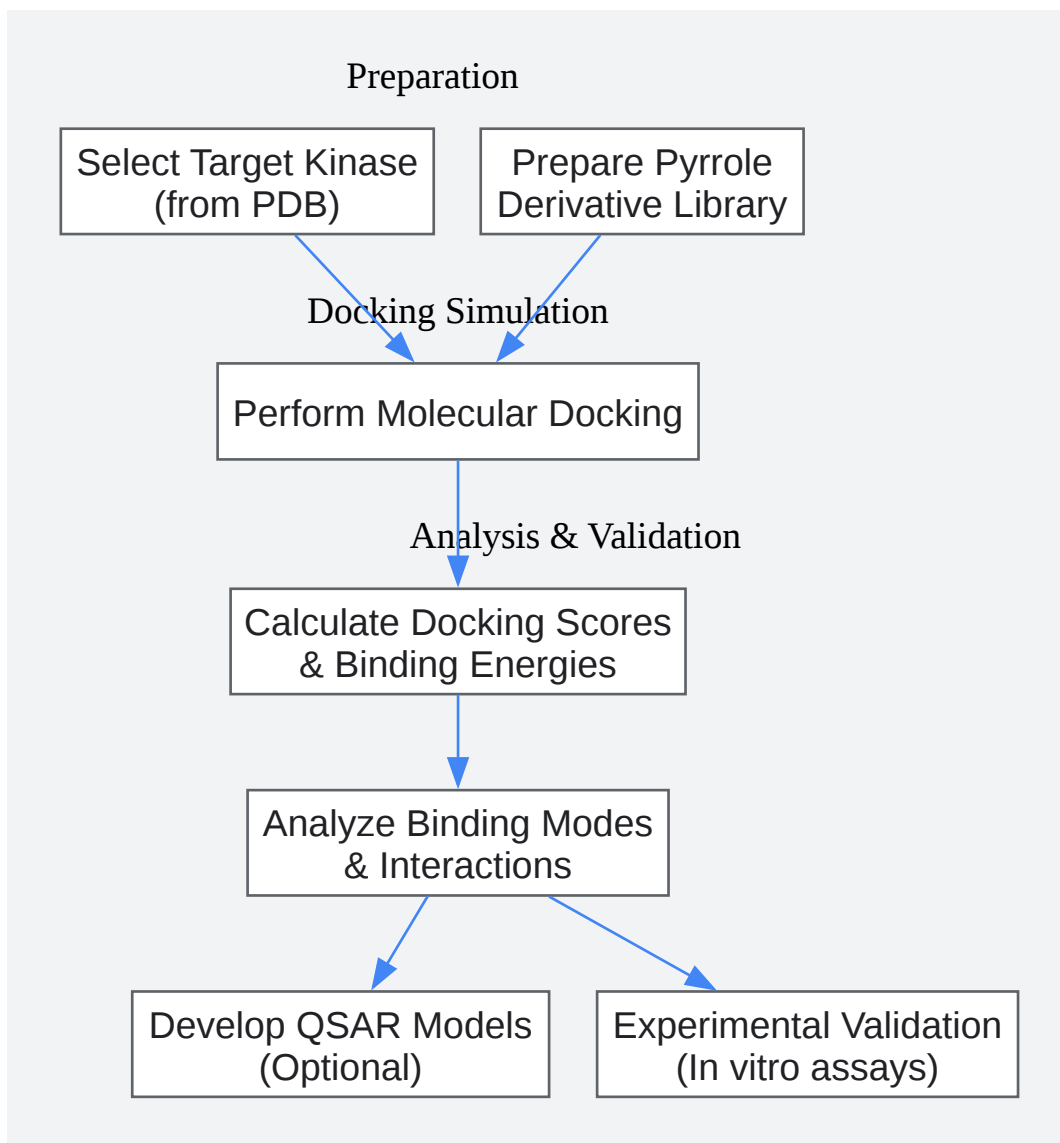 Preparation
Select Target Kinase
(from PDB)
Prepare Pyrrole
Derivative Library
Docking Simulation
Perform Molecular Docking
Analysis & Validation
Calculate Docking Scores
& Binding Energies
Analyze Binding Modes
& Interactions
Develop QSAR Models
(Optional)
Experimental Validation
(In vitro assays)